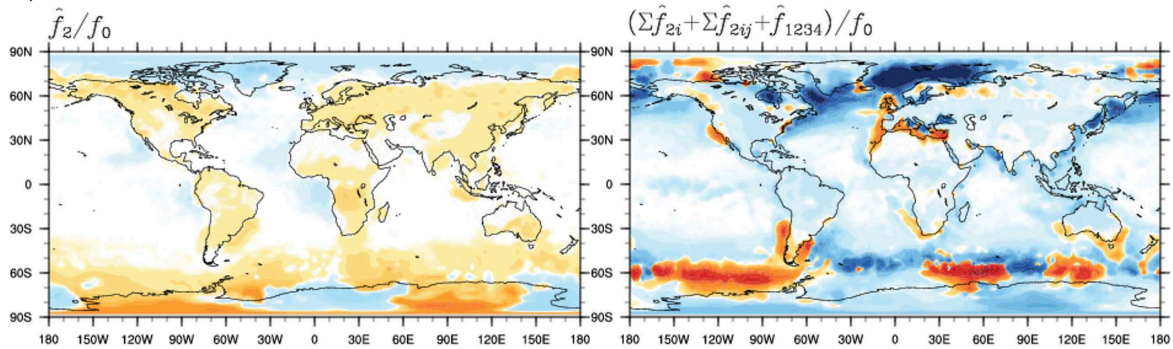 f̂₂/f₀
(Σf̂₂ᵢ+Σf̂₂ᵢⱼ+f̂₁₂₃₄)/f₀
90N 90N
60N 60N
30N 30N
0 0
30S 30S
60S 60S
90S 90S
180 150W 120W 90W 60W 30W 0 30E 60E 90E 120E 150E 180
180 150W 120W 90W 60W 30W 0 30E 60E 90E 120E 150E 180